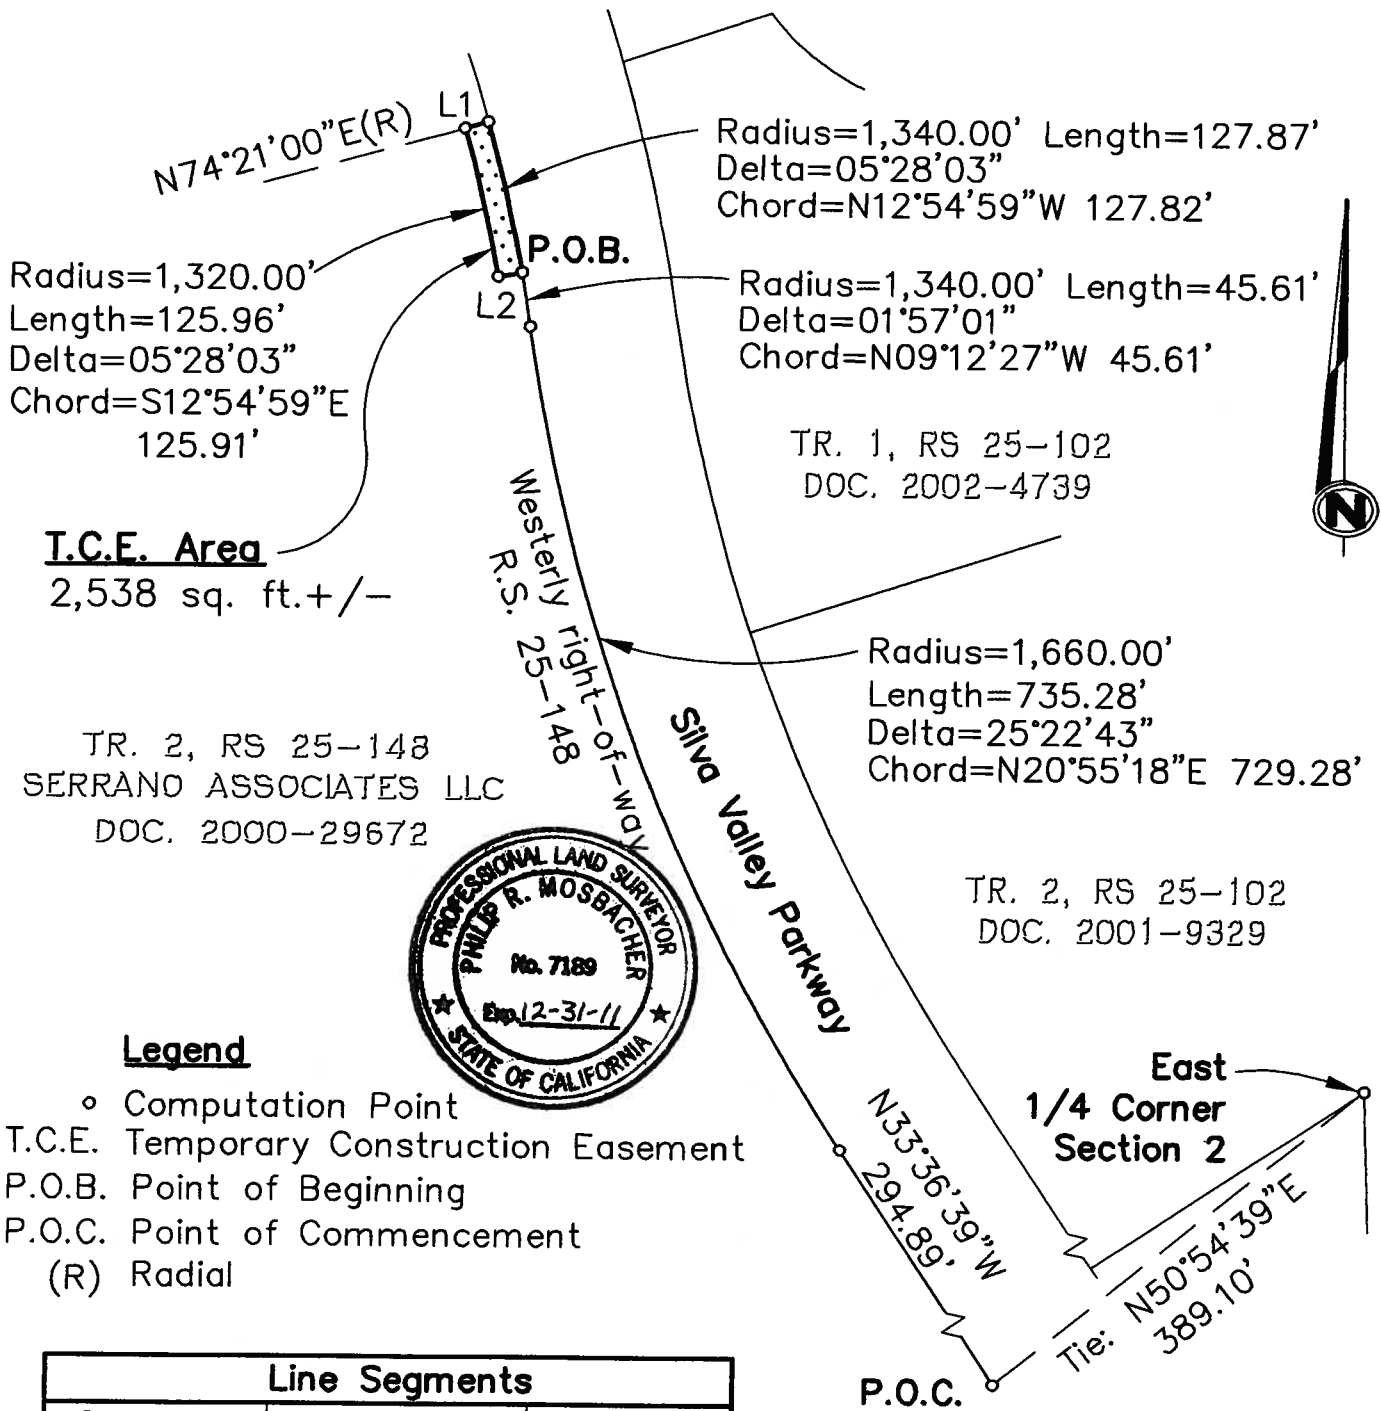 L1
N74°21'00"E(R)
Radius=1,340.00' Length=127.87'
Delta=05°28'03"
Chord=N12°54'59"W 127.82'
P.O.B.
Radius=1,320.00'
Length=125.96'
Delta=05°28'03"
Chord=S12°54'59"E
125.91'
L2
Radius=1,340.00' Length=45.61'
Delta=01°57'01"
Chord=N09°12'27"W 45.61'
TR. 1, RS 25-102
DOC. 2002-4739
N
T.C.E. Area
2,538 sq. ft.+/-
Westerly right-of-way
R.S. 25-148
Radius=1,660.00'
Length=735.28'
Delta=25°22'43"
Chord=N20°55'18"E 729.28'
TR. 2, RS 25-148
SERRANO ASSOCIATES LLC
DOC. 2000-29672
Silva Valley Parkway
PROFESSIONAL LAND SURVEYOR
PHILIP R. MOSBACHER
No. 7189
Exp. 12-31-11
STATE OF CALIFORNIA
TR. 2, RS 25-102
DOC. 2001-9329
Legend
Computation Point
T.C.E. Temporary Construction Easement
P.O.B. Point of Beginning
P.O.C. Point of Commencement
(R) Radial
East
1/4 Corner
Section 2
N33°36'39"W
294.89'
Tie: N50°54'39"E
389.10'
P.O.C.
Line Segments